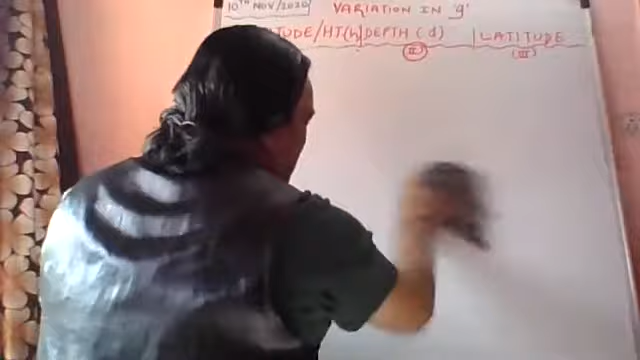 10TH NOV/2020 VARIATION IN 'g'
TUDE/HT(h) DEPTH (d) LATITUDE
II III